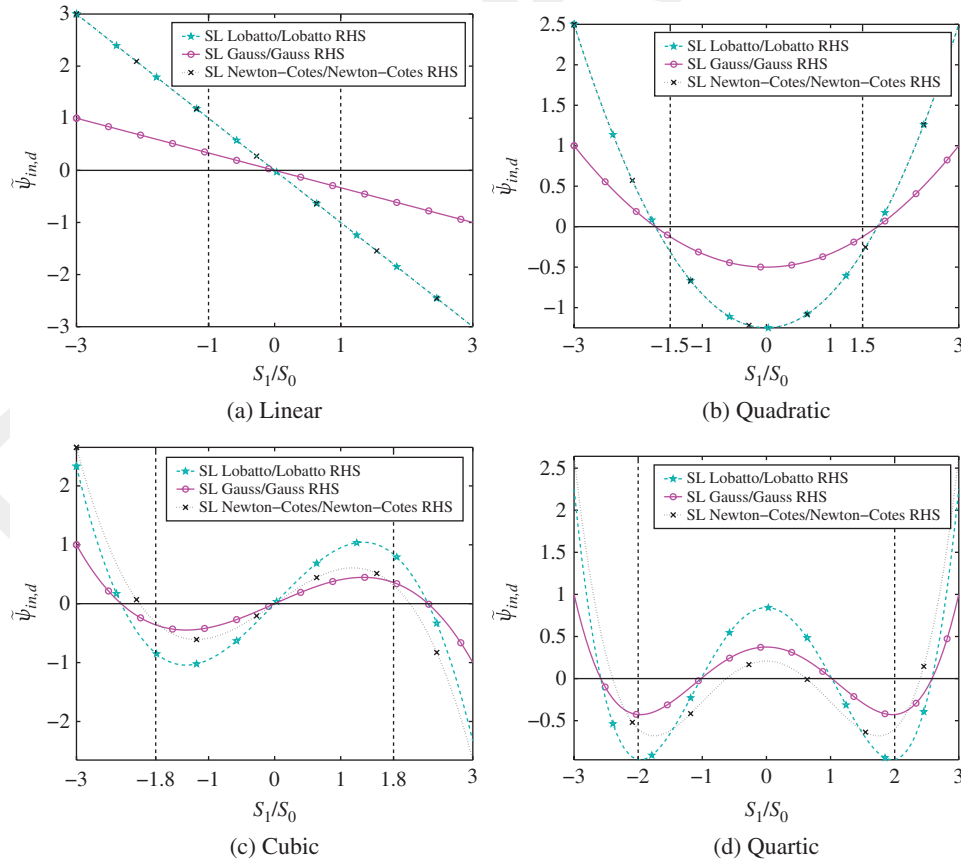 3
2
1
0
−1
−2
−3
ψ̃in,d
SL Lobatto/Lobatto RHS
SL Gauss/Gauss RHS
SL Newton−Cotes/Newton−Cotes RHS
−3 −1 1 3
S1/S0
(a) Linear
2.5
2
1.5
1
0.5
0
−0.5
−1
ψ̃in,d
SL Lobatto/Lobatto RHS
SL Gauss/Gauss RHS
SL Newton−Cotes/Newton−Cotes RHS
−3 −1.5 −1 0 1 1.5 3
S1/S0
(b) Quadratic
2
1
0
−1
−2
ψ̃in,d
SL Lobatto/Lobatto RHS
SL Gauss/Gauss RHS
SL Newton−Cotes/Newton−Cotes RHS
−3 −1.8 −1 0 1 1.8 3
S1/S0
(c) Cubic
2.5
2
1.5
1
0.5
0
−0.5
ψ̃in,d
SL Lobatto/Lobatto RHS
SL Gauss/Gauss RHS
SL Newton−Cotes/Newton−Cotes RHS
−3 −2 −1 0 1 2 3
S1/S0
(d) Quartic